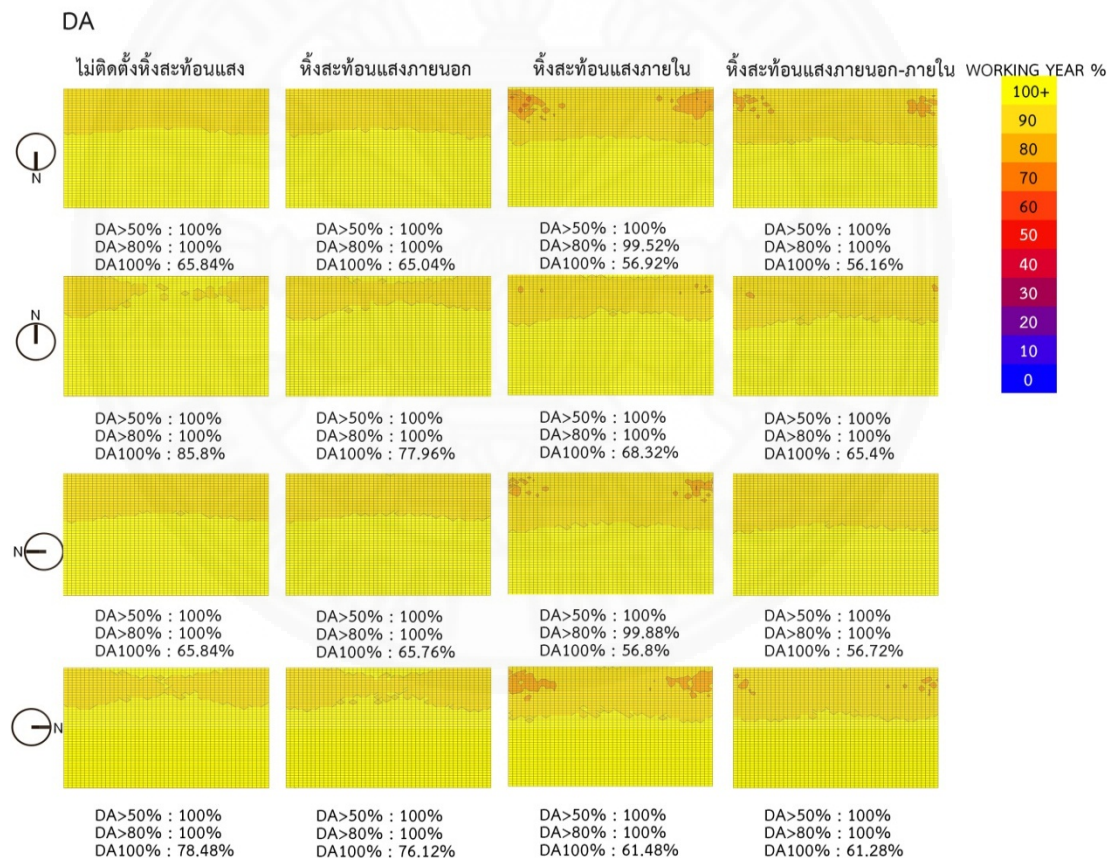 DA
ไม่ติดตั้งหิ้งสะท้อนแสง หิ้งสะท้อนแสงภายนอก หิ้งสะท้อนแสงภายใน หิ้งสะท้อนแสงภายนอก-ภายใน WORKING YEAR %
100+
90
80
70
60
50
40
30
20
10
0
N
DA>50% : 100% DA>50% : 100% DA>50% : 100% DA>50% : 100%
DA>80% : 100% DA>80% : 100% DA>80% : 99.52% DA>80% : 100%
DA100% : 65.84% DA100% : 65.04% DA100% : 56.92% DA100% : 56.16%
N
DA>50% : 100% DA>50% : 100% DA>50% : 100% DA>50% : 100%
DA>80% : 100% DA>80% : 100% DA>80% : 100% DA>80% : 100%
DA100% : 85.8% DA100% : 77.96% DA100% : 68.32% DA100% : 65.4%
N
DA>50% : 100% DA>50% : 100% DA>50% : 100% DA>50% : 100%
DA>80% : 100% DA>80% : 100% DA>80% : 99.88% DA>80% : 100%
DA100% : 65.84% DA100% : 65.76% DA100% : 56.8% DA100% : 56.72%
N
DA>50% : 100% DA>50% : 100% DA>50% : 100% DA>50% : 100%
DA>80% : 100% DA>80% : 100% DA>80% : 100% DA>80% : 100%
DA100% : 78.48% DA100% : 76.12% DA100% : 61.48% DA100% : 61.28%